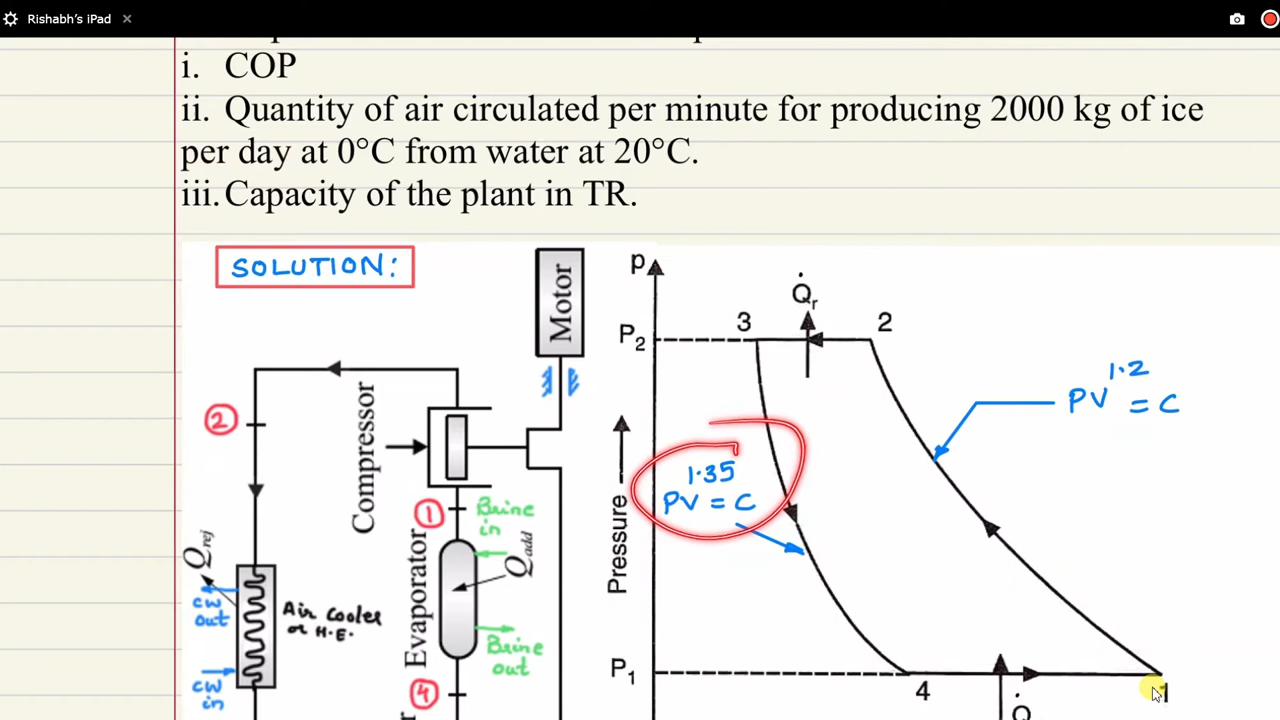 Rishabh's iPad
i. COP
ii. Quantity of air circulated per minute for producing 2000 kg of ice
per day at 0°C from water at 20°C.
iii. Capacity of the plant in TR.
SOLUTION:
Motor
Compressor
2
1
Brine
in
Evaporator
Qadd
Brine
out
4
Qrej
CW
out
CW
in
Air Cooler
or H.E.
p
P2
3
2
Q̇r
PV^1.2 = C
1.35
PV = C
Pressure
P1
4
1
Q̇